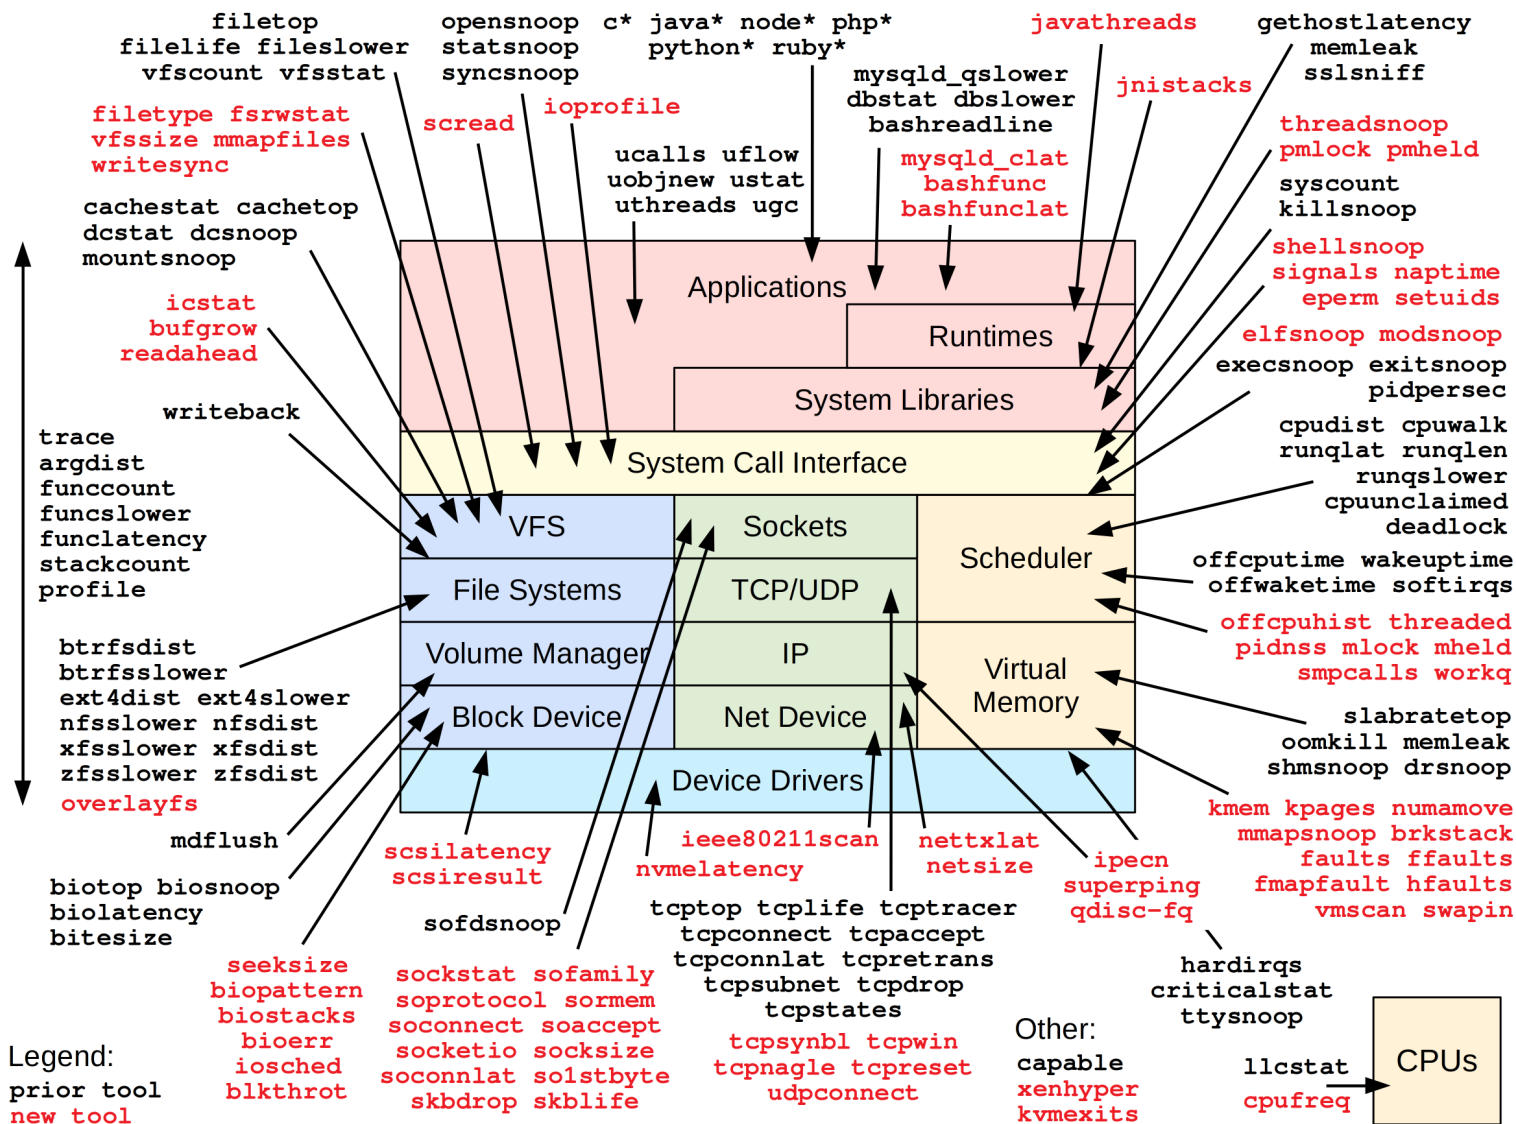 filetop
filelife fileslower
vfscount vfsstat
opensnoop
statsnoop
syncsnoop
c* java* node* php*
python* ruby*
javathreads
gethostlatency
memleak
sslsniff
filetype fsrwstat
vfssize mmapfiles
writesync
scread
ioprofile
mysqld_qslower
dbstat dbslower
bashreadline
jnistacks
threadsnoop
pmlock pmheld
ucalls uflow
uobjnew ustat
uthreads ugc
mysqld_clat
bashfunc
bashfunclat
syscount
killsnoop
cachestat cachetop
dcstat dcsnoop
mountsnoop
shellsnoop
signals naptime
eperm setuids
icstat
bufgrow
readahead
elfsnoop modsnoop
execsnoop exitsnoop
pidpersec
writeback
cpudist cpuwalk
runqlat runqlen
runqslower
cpuunclaimed
deadlock
trace
argdist
funccount
funcslower
funclatency
stackcount
profile
Applications
Runtimes
System Libraries
System Call Interface
VFS
Sockets
Scheduler
File Systems
TCP/UDP
Volume Manager
IP
Virtual
Memory
Block Device
Net Device
Device Drivers
offcputime wakeuptime
offwaketime softirqs
offcpuhist threaded
pidnss mlock mheld
smpcalls workq
slabratetop
oomkill memleak
shmsnoop drsnoop
kmem kpages numamove
mmapsnoop brkstack
faults ffaults
fmapfault hfaults
vmscan swapin
btrfsdist
btrfsslower
ext4dist ext4slower
nfsslower nfsdist
xfsslower xfsdist
zfsslower zfsdist
overlayfs
mdflush
biotop biosnoop
biolatency
bitesize
scsilatency
scsiresult
nvmelatency
ieee80211scan
nettxlat
netsize
ipecn
superping
qdisc-fq
sofdsnoop
tcptop tcplife tcptracer
tcpconnect tcpaccept
tcpconnlat tcpretrans
tcpsubnet tcpdrop
tcpstates
tcpsynbl tcpwin
tcpnagle tcpreset
udpconnect
seeksize
biopattern
biostacks
bioerr
iosched
blkthrot
sockstat sofamily
soprotocol sormem
soconnect soaccept
socketio socksize
soconnlat so1stbyte
skbdrop skblife
hardirqs
criticalstat
ttysnoop
Legend:
prior tool
new tool
Other:
capable
xenhyper
kvmexits
llcstat
cpufreq
CPUs